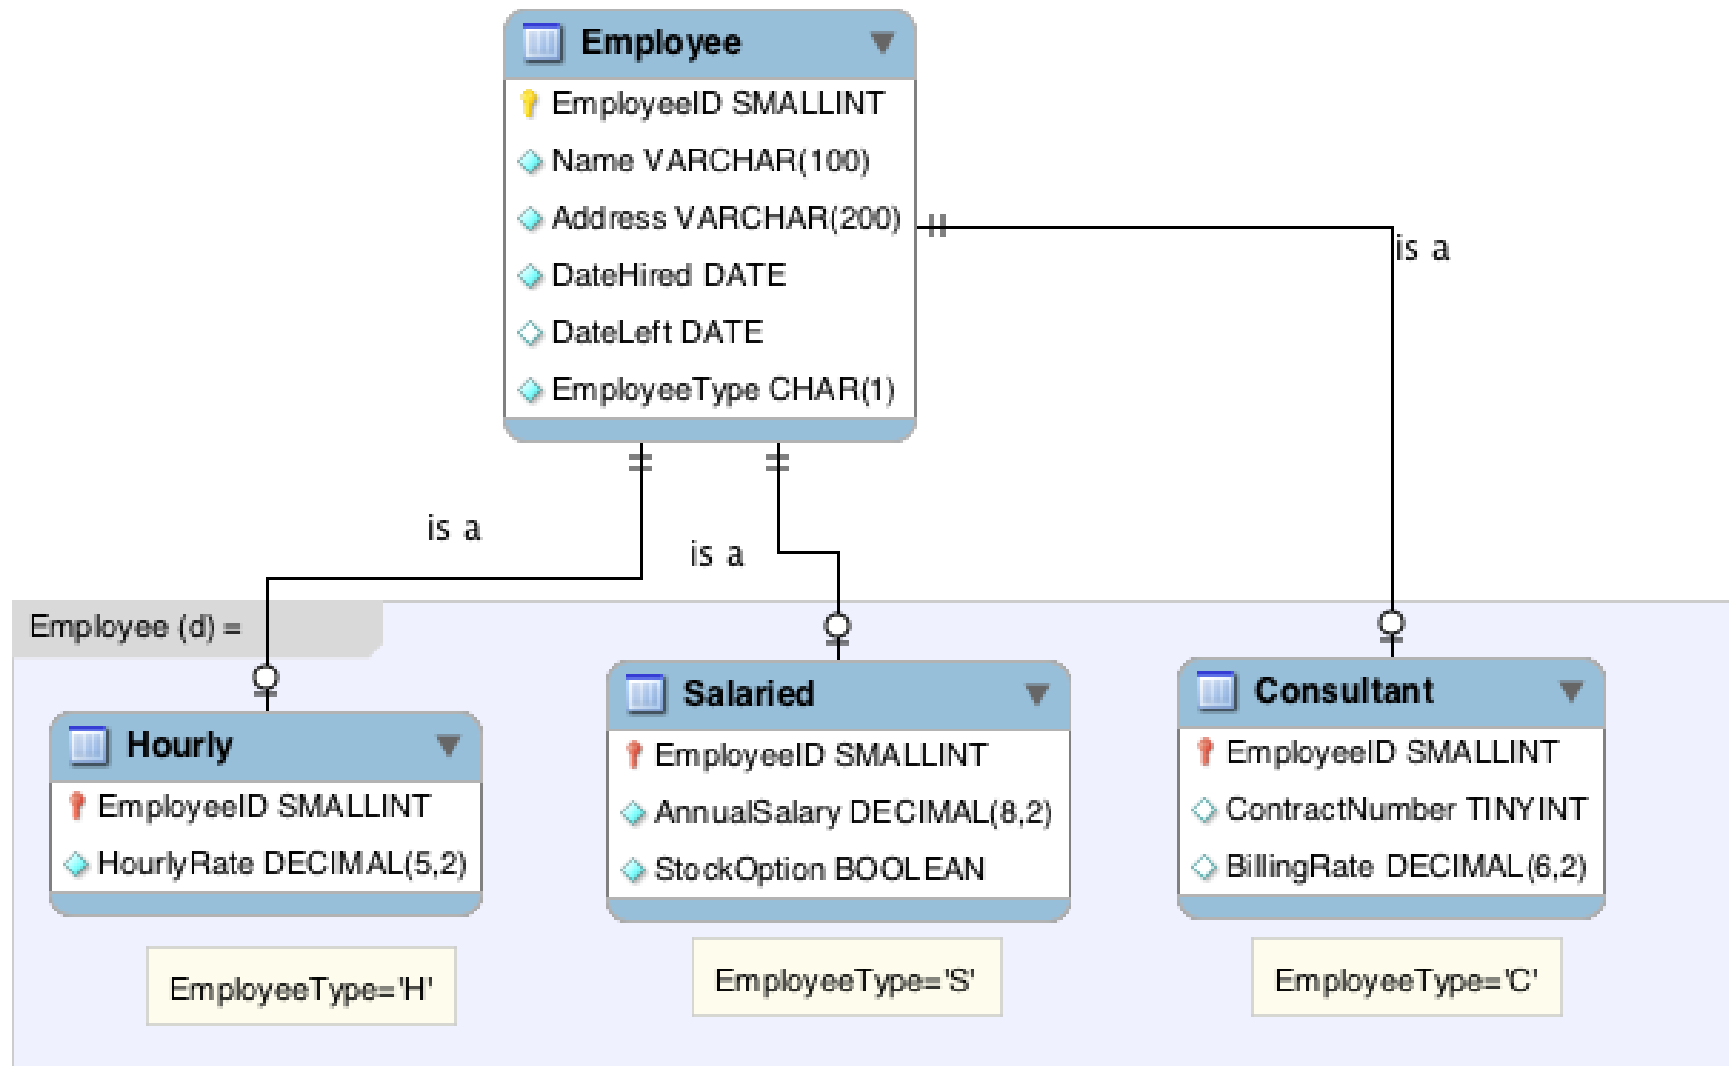 Employee
EmployeeID SMALLINT
Name VARCHAR(100)
Address VARCHAR(200)
DateHired DATE
DateLeft DATE
EmployeeType CHAR(1)
is a
is a
is a
Employee (d) =
Hourly
EmployeeID SMALLINT
HourlyRate DECIMAL(5,2)
EmployeeType='H'
Salaried
EmployeeID SMALLINT
AnnualSalary DECIMAL(8,2)
StockOption BOOLEAN
EmployeeType='S'
Consultant
EmployeeID SMALLINT
ContractNumber TINYINT
BillingRate DECIMAL(6,2)
EmployeeType='C'